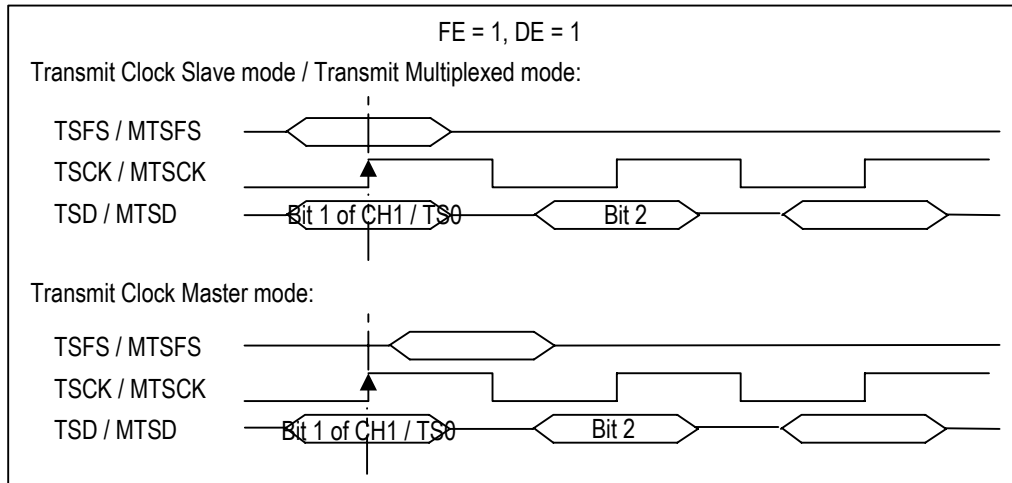 FE = 1, DE = 1
Transmit Clock Slave mode / Transmit Multiplexed mode:
TSFS / MTSFS
TSCK / MTSCK
TSD / MTSD
Bit 1 of CH1 / TS0
Bit 2
Transmit Clock Master mode:
TSFS / MTSFS
TSCK / MTSCK
TSD / MTSD
Bit 1 of CH1 / TS0
Bit 2